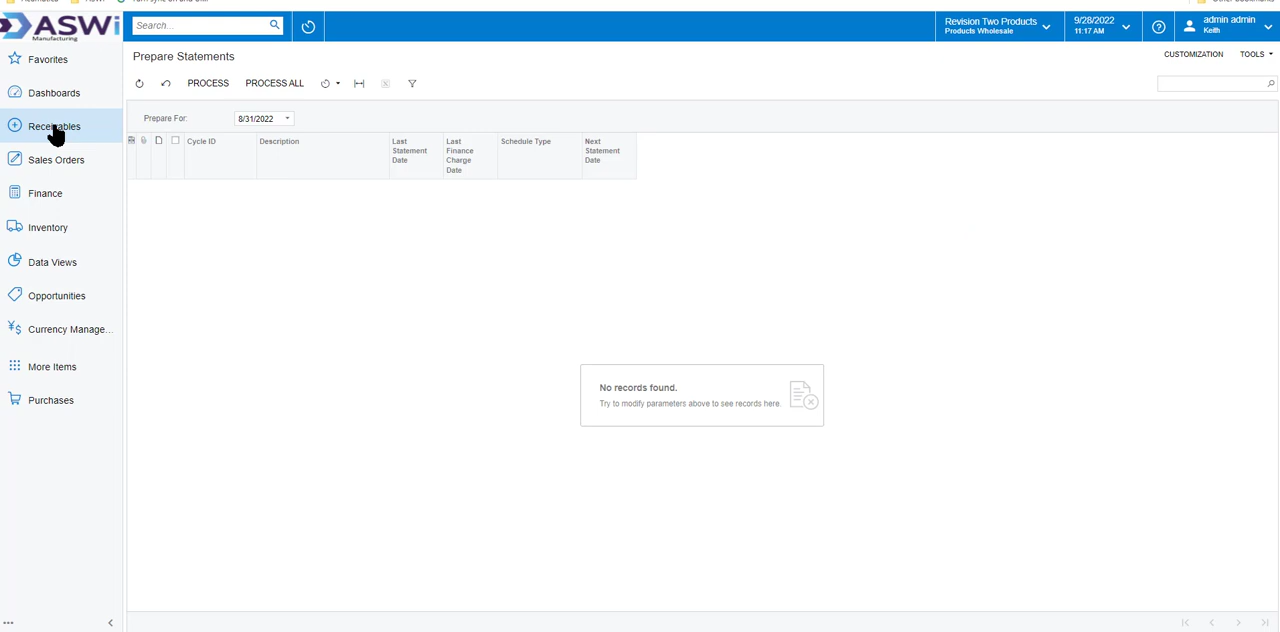 ASWi
Manufacturing
Search...
Revision Two Products
Products Wholesale
9/28/2022
11:17 AM
admin admin
Keith
Favorites
Dashboards
Receivables
Sales Orders
Finance
Inventory
Data Views
Opportunities
Currency Manage...
More Items
Purchases
Prepare Statements
CUSTOMIZATION
TOOLS
PROCESS
PROCESS ALL
Prepare For:
8/31/2022
Cycle ID
Description
Last
Statement
Date
Last
Finance
Charge
Date
Schedule Type
Next
Statement
Date
No records found.
Try to modify parameters above to see records here.